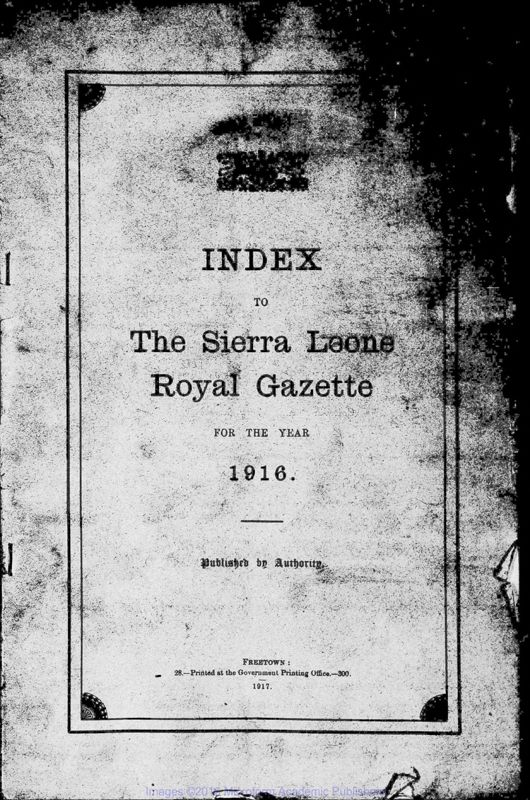 INDEX
TO
The Sierra Leone
Royal Gazette
FOR THE YEAR
1916.
Published by Authority.
FREETOWN :
28.—Printed at the Government Printing Office.—300.
1917.
Images © Microform Academic Publishers